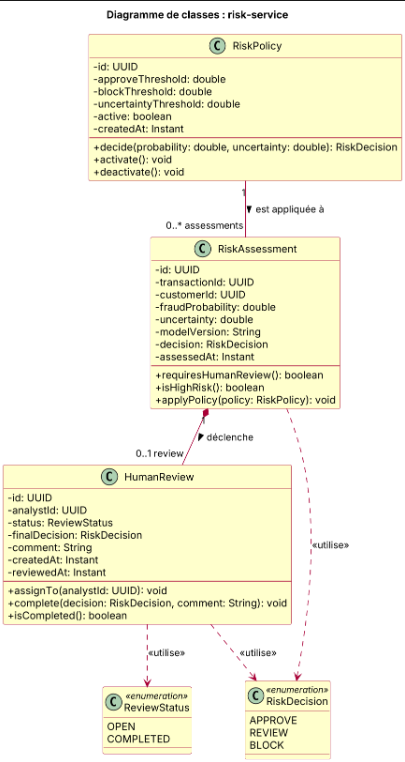 Diagramme de classes : risk-service
C RiskPolicy
-id: UUID
-approveThreshold: double
-blockThreshold: double
-uncertaintyThreshold: double
-active: boolean
-createdAt: Instant
+decide(probability: double, uncertainty: double): RiskDecision
+activate(): void
+deactivate(): void
1
est appliquée à
0..* assessments
C RiskAssessment
-id: UUID
-transactionId: UUID
-customerId: UUID
-fraudProbability: double
-uncertainty: double
-modelVersion: String
-decision: RiskDecision
-assessedAt: Instant
+requiresHumanReview(): boolean
+isHighRisk(): boolean
+applyPolicy(policy: RiskPolicy): void
1
déclenche
0..1 review
C HumanReview
-id: UUID
-analystId: UUID
-status: ReviewStatus
-finalDecision: RiskDecision
-comment: String
-createdAt: Instant
-reviewedAt: Instant
+assignTo(analystId: UUID): void
+complete(decision: RiskDecision, comment: String): void
+isCompleted(): boolean
«utilise»
«utilise»
«utilise»
C «enumeration»
ReviewStatus
OPEN
COMPLETED
C «enumeration»
RiskDecision
APPROVE
REVIEW
BLOCK